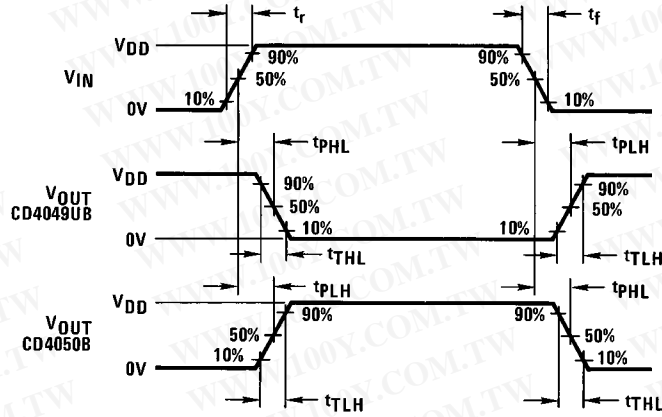 tr
tf
VDD
90%
90%
VIN
50%
50%
0V
10%
10%
tPHL
tPLH
VDD
90%
90%
VOUT
CD4049UB
50%
50%
0V
10%
10%
tTHL
tTLH
tPLH
tPHL
VDD
90%
90%
VOUT
CD4050B
50%
50%
0V
10%
10%
tTLH
tTHL
WWW.100Y.COM.TW